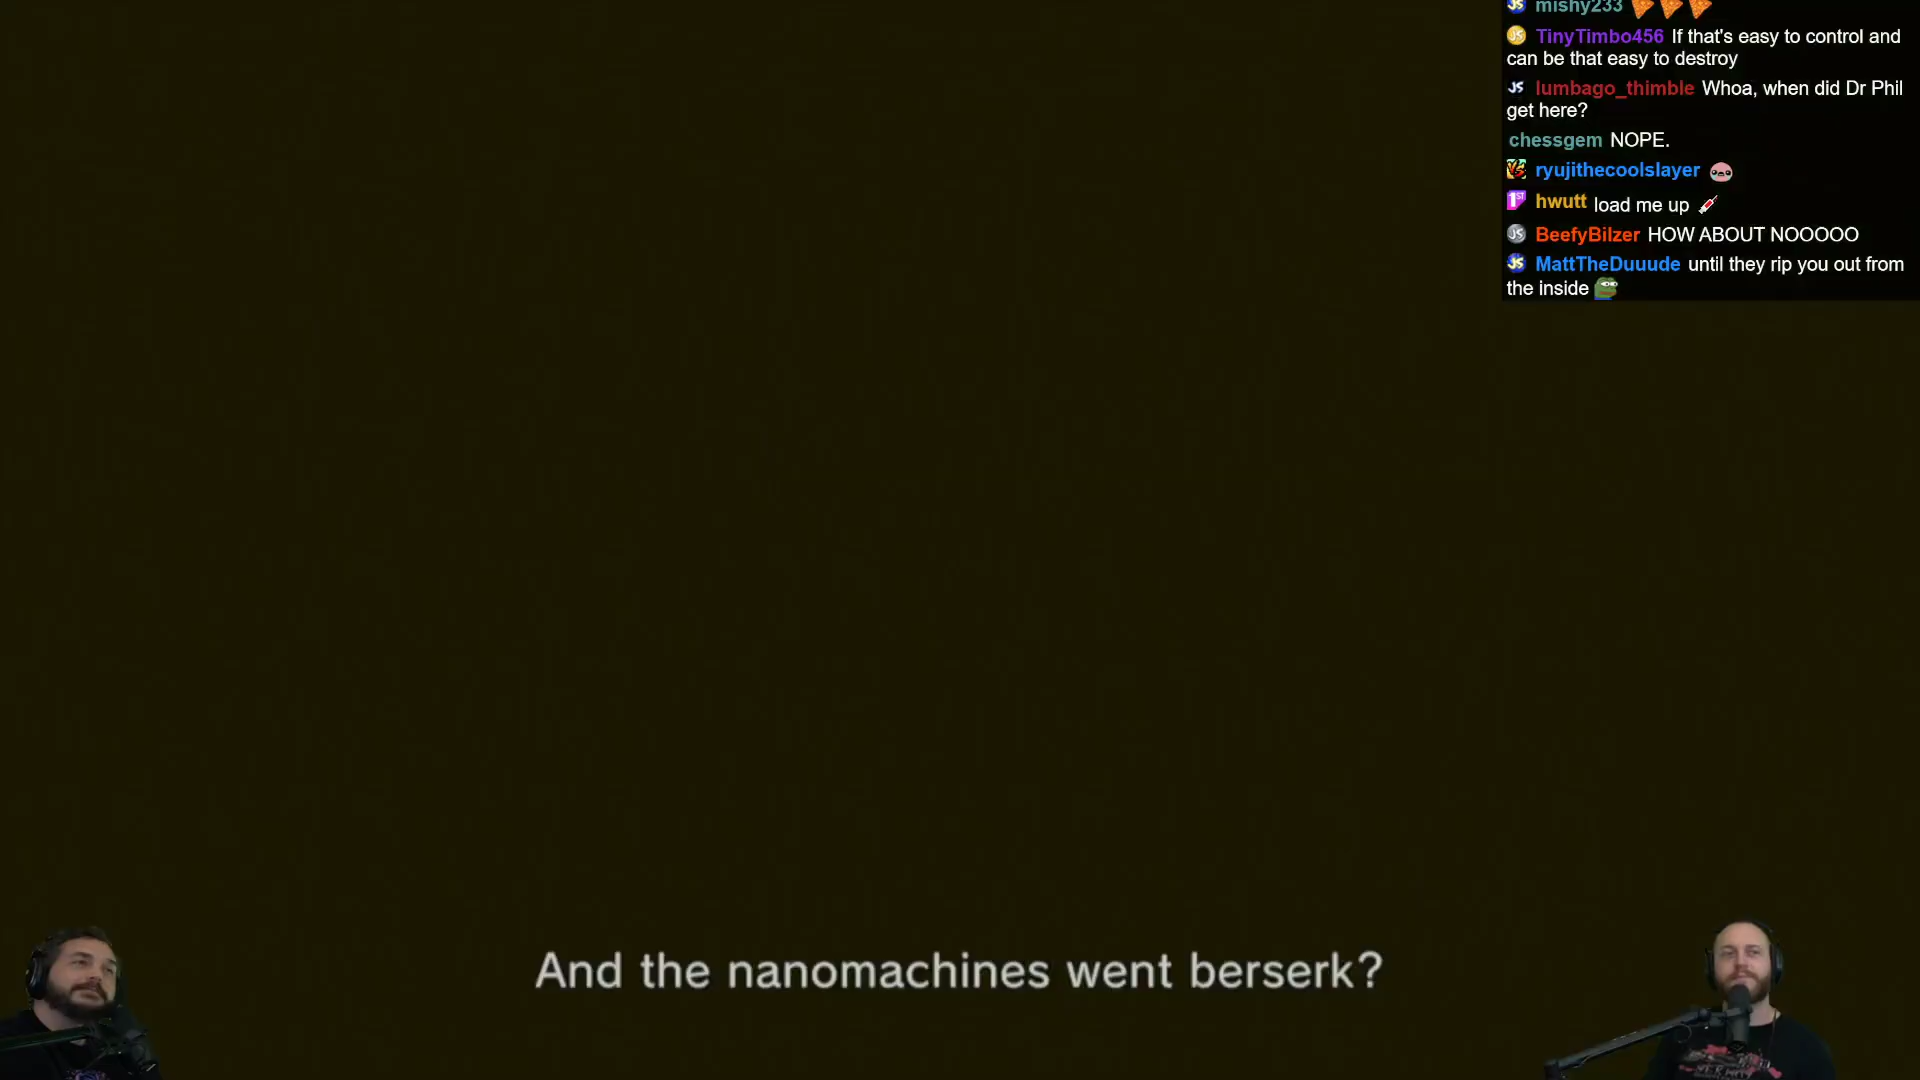 mishy233
TinyTimbo456 If that's easy to control and
can be that easy to destroy
lumbago_thimble Whoa, when did Dr Phil
get here?
chessgem NOPE.
ryujithecoolslayer
hwutt load me up
BeefyBilzer HOW ABOUT NOOOOO
MattTheDuuude until they rip you out from
the inside
And the nanomachines went berserk?